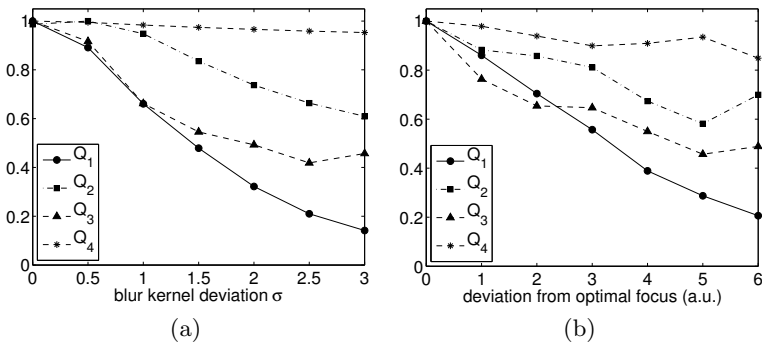 1
0.8
0.6
0.4
0.2
0
Q1
Q2
Q3
Q4
0 0.5 1 1.5 2 2.5 3
blur kernel deviation σ
(a)
1
0.8
0.6
0.4
0.2
0
Q1
Q2
Q3
Q4
0 1 2 3 4 5 6
deviation from optimal focus (a.u.)
(b)